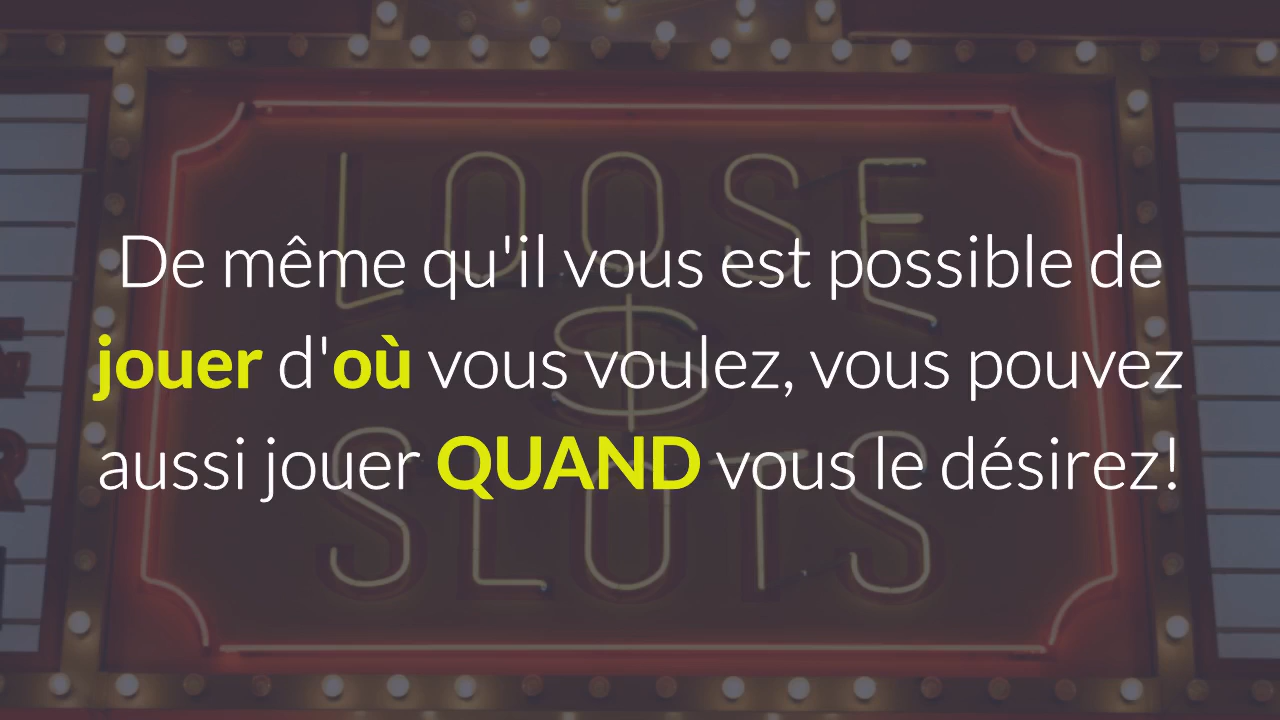 De même qu'il vous est possible de
jouer d'où vous voulez, vous pouvez
aussi jouer QUAND vous le désirez!
LOOSE
$
SLOTS